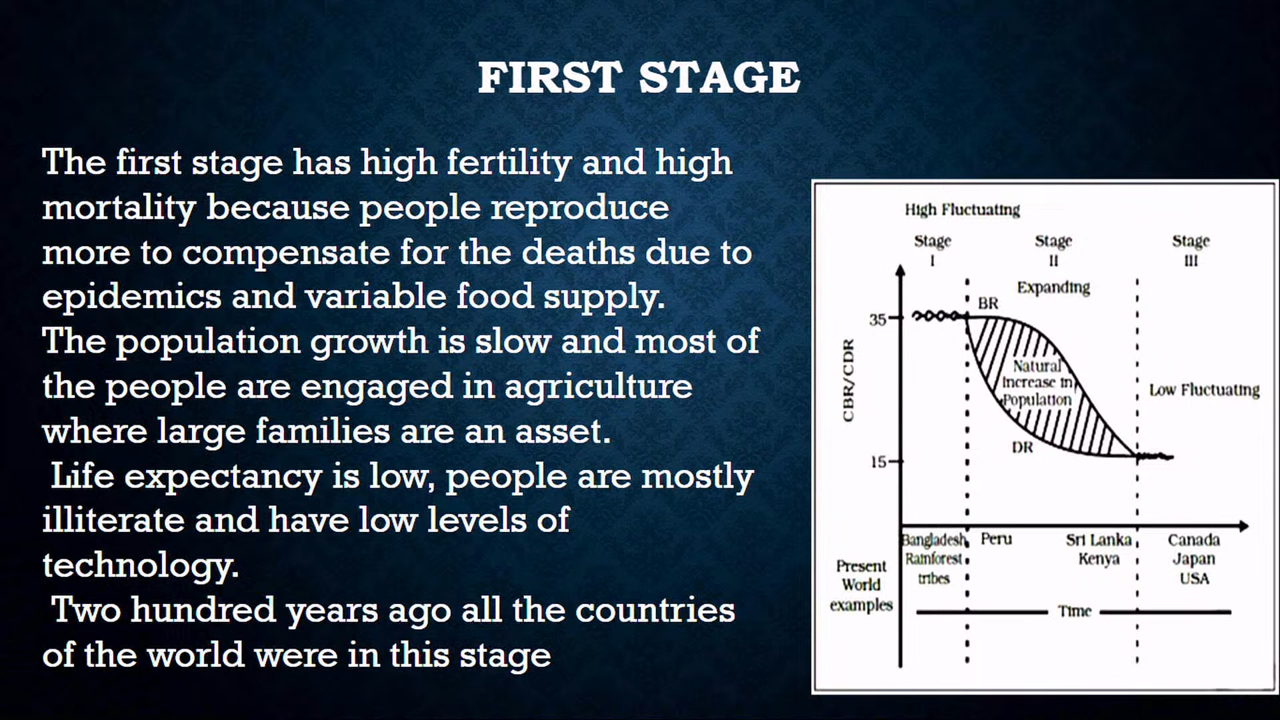 FIRST STAGE
The first stage has high fertility and high
mortality because people reproduce
more to compensate for the deaths due to
epidemics and variable food supply.
The population growth is slow and most of
the people are engaged in agriculture
where large families are an asset.
Life expectancy is low, people are mostly
illiterate and have low levels of
technology.
Two hundred years ago all the countries
of the world were in this stage
High Fluctuating
Stage
I
Stage
II
Stage
III
Expanding
BR
35
CBR/CDR
Natural
Increase in
Population
Low Fluctuating
DR
15
Present
World
examples
Bangladesh
Rainforest
tribes
Peru
Sri Lanka
Kenya
Canada
Japan
USA
Time